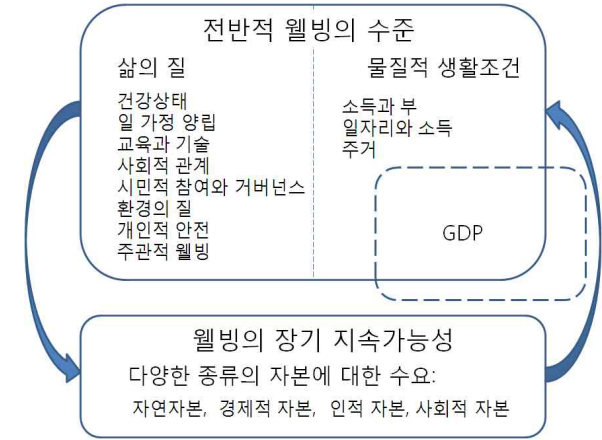 전반적 웰빙의 수준
삶의 질
건강상태
일 가정 양립
교육과 기술
사회적 관계
시민적 참여와 거버넌스
환경의 질
개인적 안전
주관적 웰빙
물질적 생활조건
소득과 부
일자리와 소득
주거
GDP
웰빙의 장기 지속가능성
다양한 종류의 자본에 대한 수요:
자연자본, 경제적 자본, 인적 자본, 사회적 자본